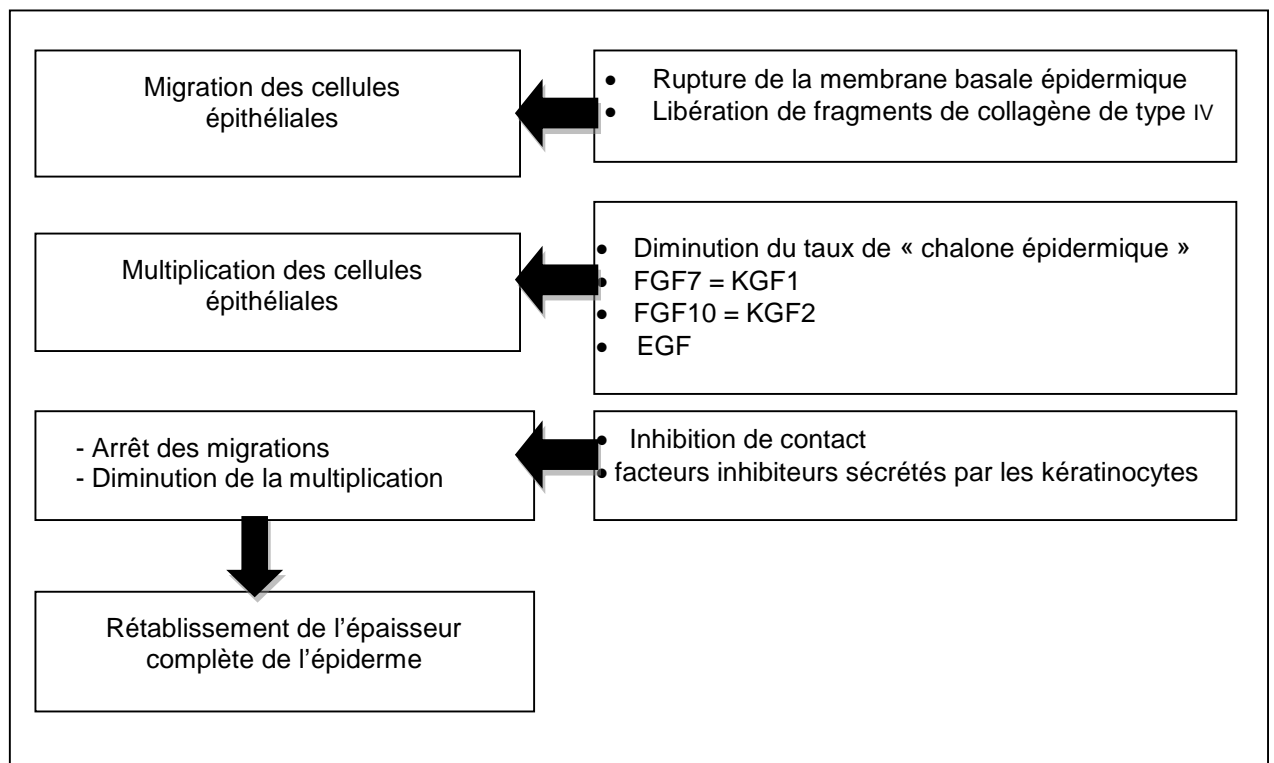 Migration des cellules
épithéliales
• Rupture de la membrane basale épidermique
• Libération de fragments de collagène de type IV
Multiplication des cellules
épithéliales
• Diminution du taux de « chalone épidermique »
• FGF7 = KGF1
• FGF10 = KGF2
• EGF
- Arrêt des migrations
- Diminution de la multiplication
• Inhibition de contact
• facteurs inhibiteurs sécrétés par les kératinocytes
Rétablissement de l’épaisseur
complète de l’épiderme